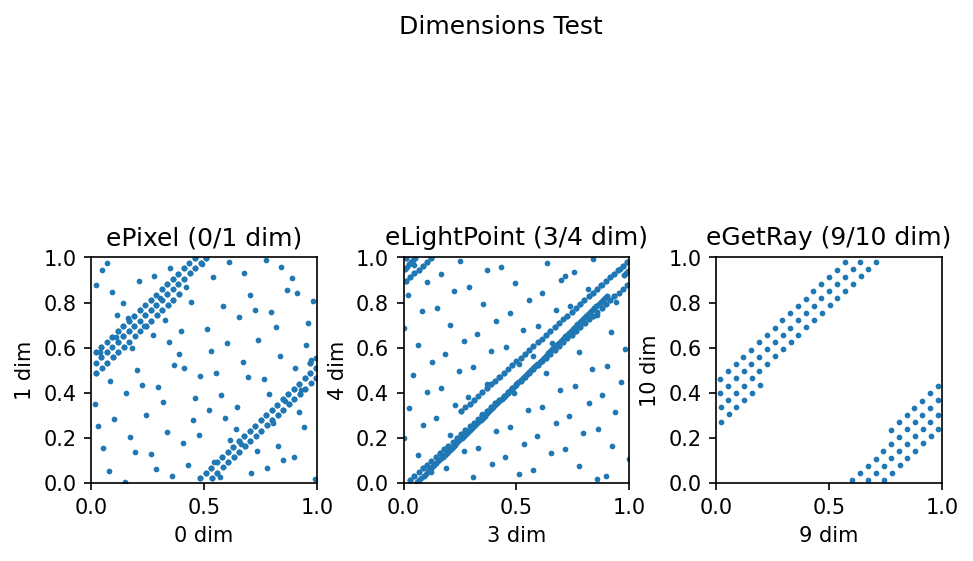 Dimensions Test
ePixel (0/1 dim)
1.0
0.8
0.6
0.4
0.2
0.0
1 dim
0.0 0.5 1.0
0 dim
eLightPoint (3/4 dim)
1.0
0.8
0.6
0.4
0.2
0.0
4 dim
0.0 0.5 1.0
3 dim
eGetRay (9/10 dim)
1.0
0.8
0.6
0.4
0.2
0.0
10 dim
0.0 0.5 1.0
9 dim